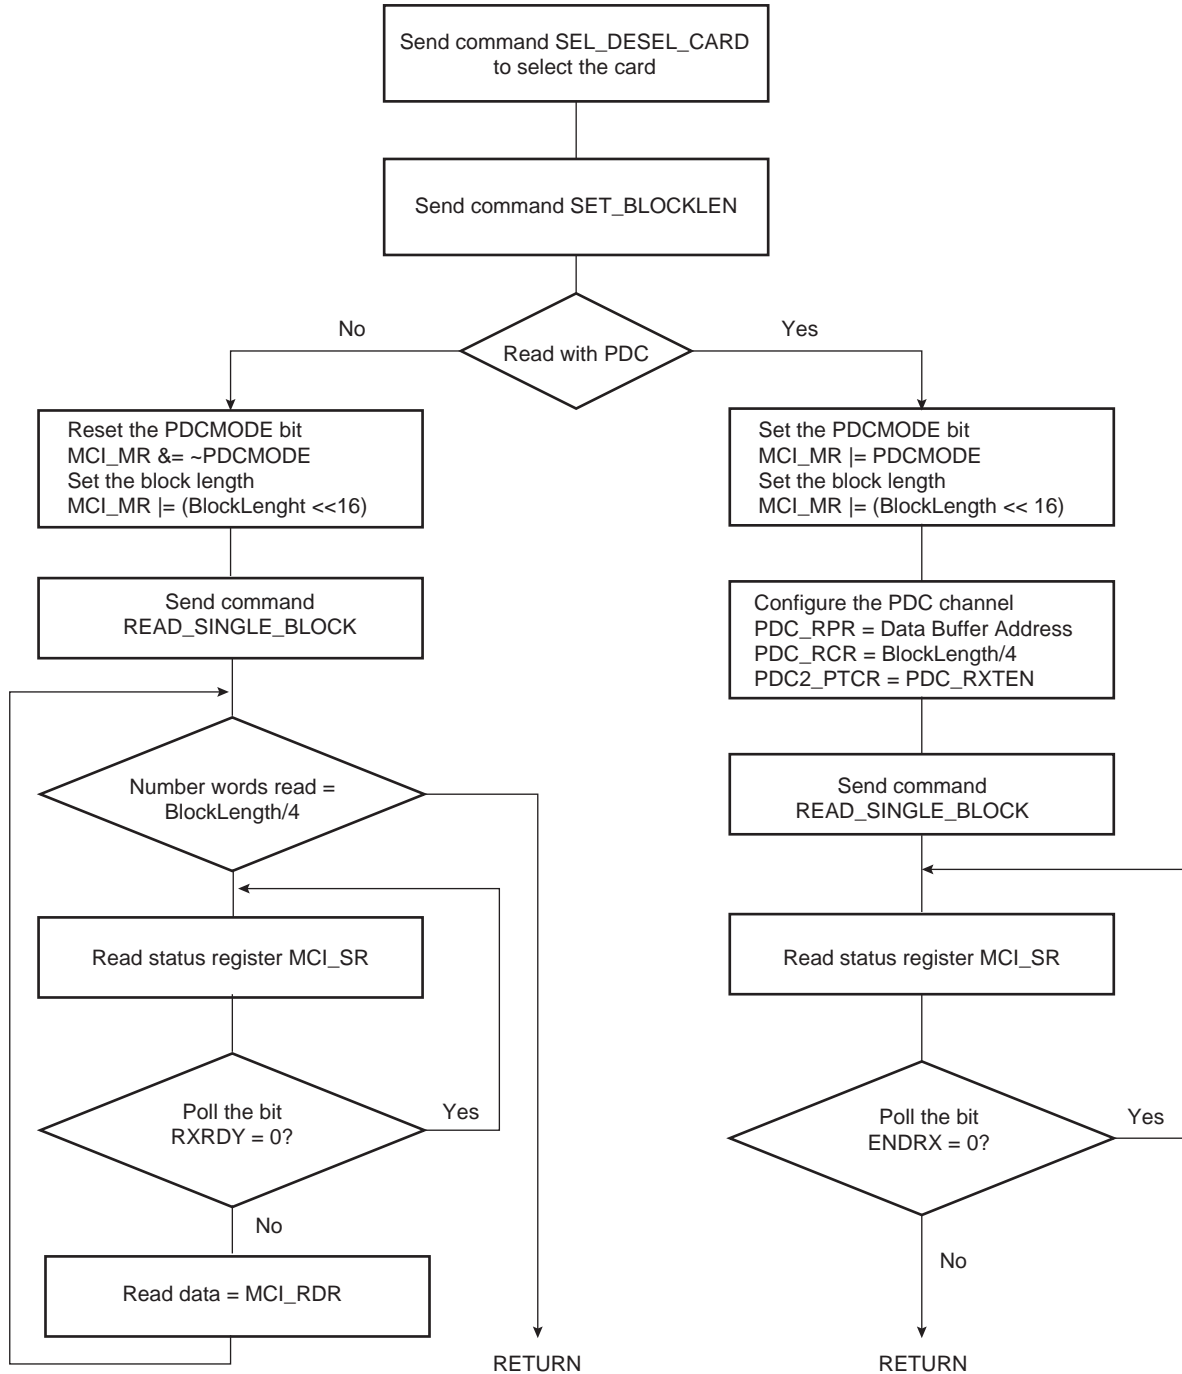 Send command SEL_DESEL_CARD
to select the card
Send command SET_BLOCKLEN
No
Yes
Read with PDC
Reset the PDCMODE bit
MCI_MR &= ~PDCMODE
Set the block length
MCI_MR |= (BlockLenght <<16)
Set the PDCMODE bit
MCI_MR |= PDCMODE
Set the block length
MCI_MR |= (BlockLength << 16)
Send command
READ_SINGLE_BLOCK
Configure the PDC channel
PDC_RPR = Data Buffer Address
PDC_RCR = BlockLength/4
PDC2_PTCR = PDC_RXTEN
Number words read =
BlockLength/4
Send command
READ_SINGLE_BLOCK
Read status register MCI_SR
Read status register MCI_SR
Poll the bit
RXRDY = 0?
Yes
Poll the bit
ENDRX = 0?
Yes
No
No
Read data = MCI_RDR
RETURN
RETURN